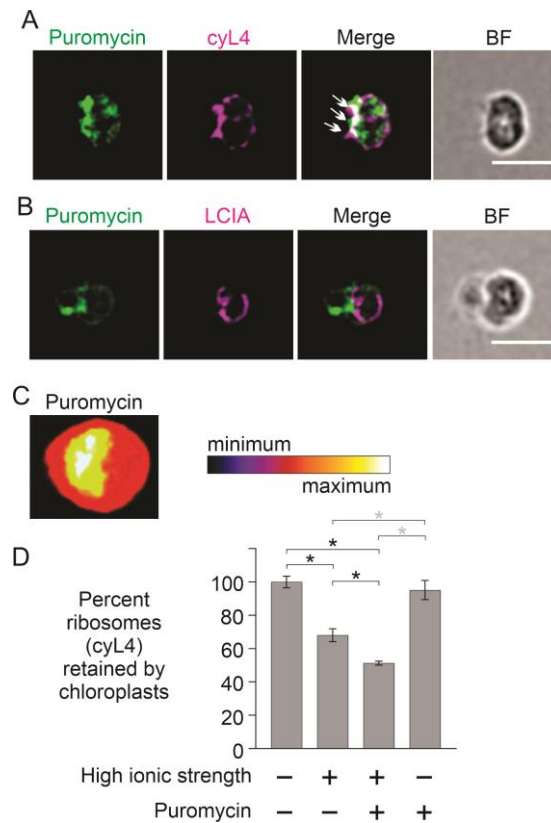 A
Puromycin cyL4 Merge BF
B
Puromycin LCIA Merge BF
C
Puromycin
minimum
maximum
D
* *
* *
* *
Percent
ribosomes
(cyL4)
retained by
chloroplasts
100
80
60
40
20
0
High ionic strength − + + −
Puromycin − − + +